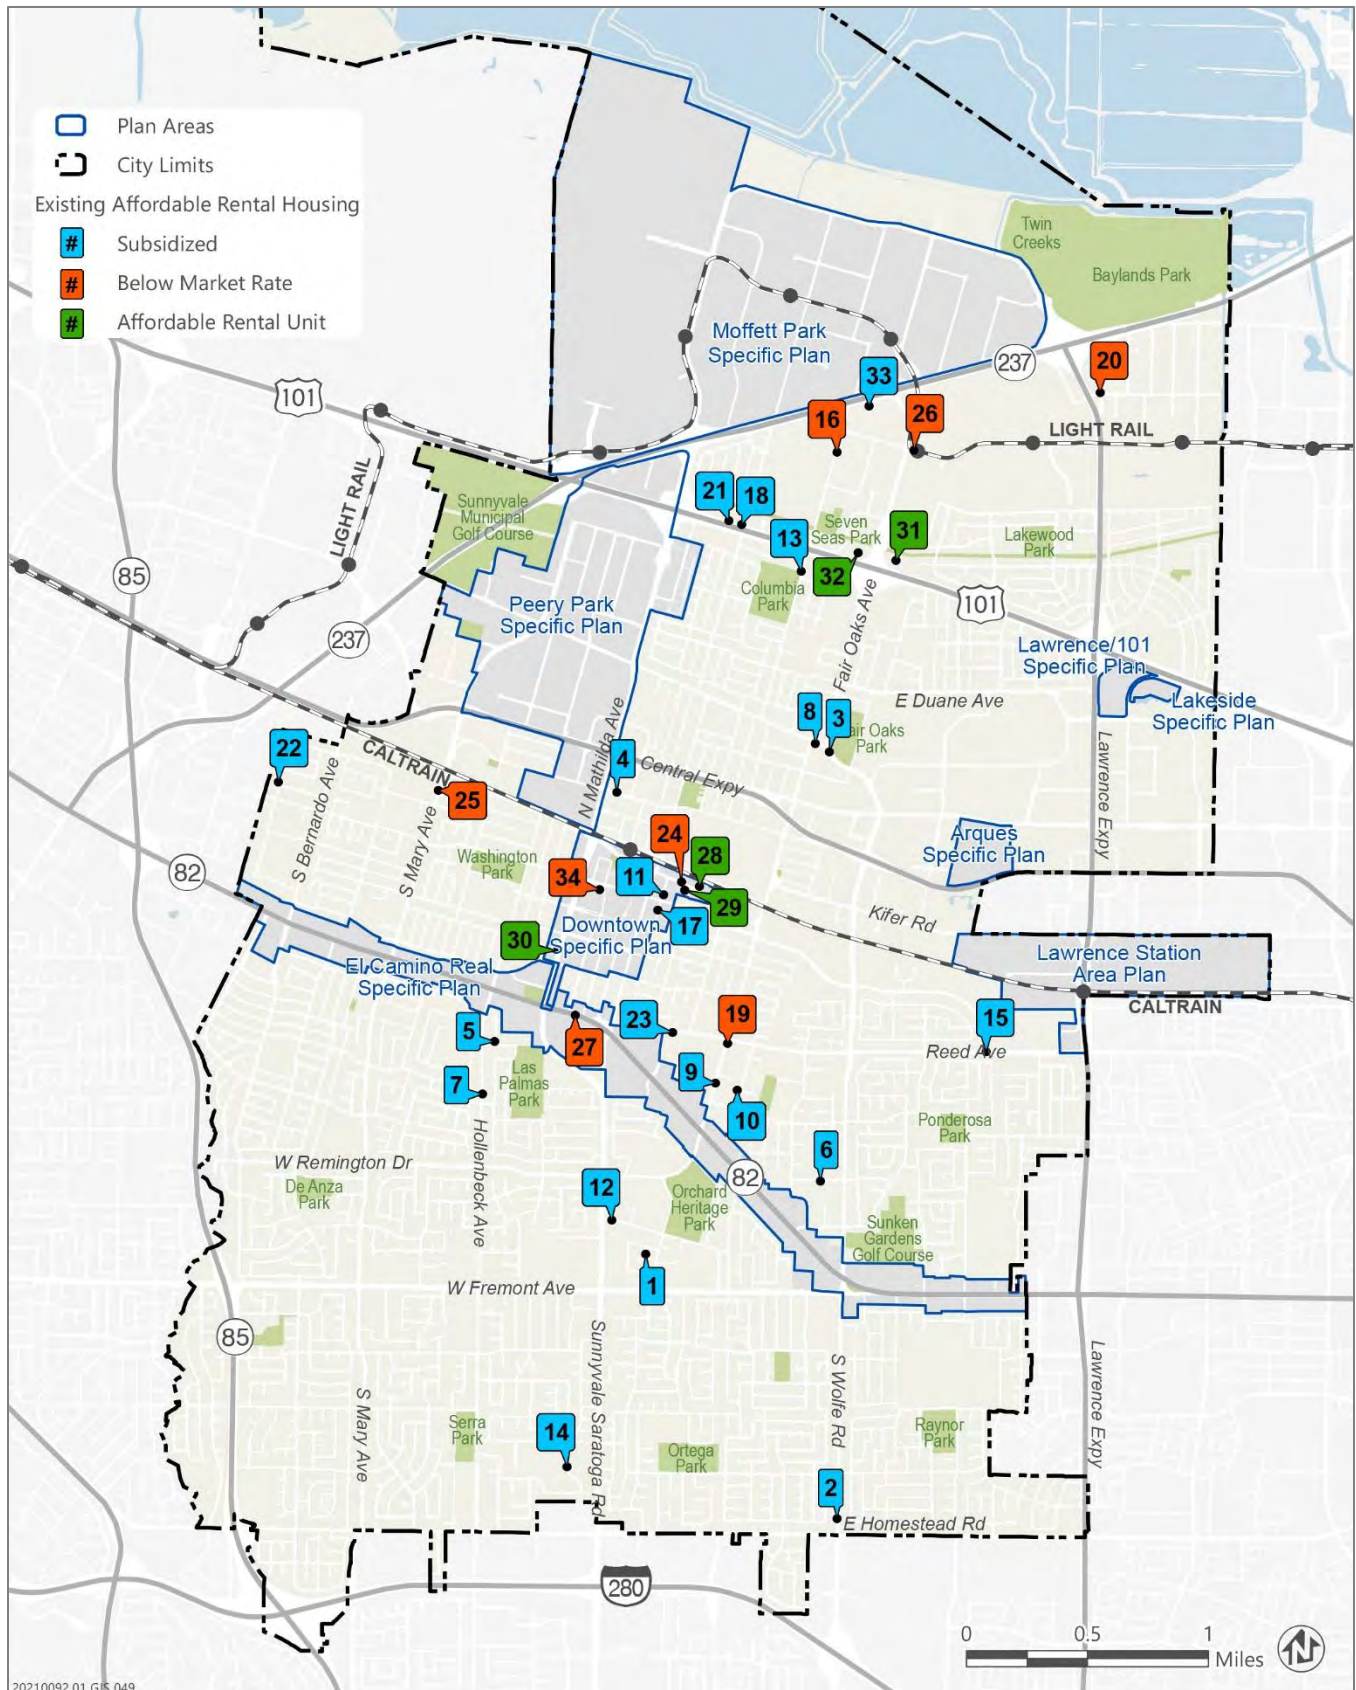 Plan Areas
City Limits
Existing Affordable Rental Housing
# Subsidized
# Below Market Rate
# Affordable Rental Unit
Twin
Creeks
Baylands Park
Moffett Park
Specific Plan
237
20
33
101
16
26
LIGHT RAIL
LIGHT RAIL
21
18
Sunnyvale
Municipal
Golf Course
Seven
Seas Park
31
Lakewood
Park
13
32
85
Columbia
Park
101
Peery Park
Specific Plan
237
Fair Oaks Ave
Lawrence/101
Specific Plan
E Duane Ave
Lakeside
Specific Plan
8
3
air Oaks
Park
N Mathilda Ave
22
CALTRAIN
4
Central Expy
Lawrence Expy
S Bernardo Ave
25
S Mary Ave
Arques
Specific Plan
24
28
Washington
Park
82
34
11
29
Kifer Rd
17
Downtown
Specific Plan
30
El Camino Real
Specific Plan
Lawrence Station
Area Plan
CALTRAIN
23
19
15
5
27
Reed Ave
Las
Palmas
Park
7
9
10
Ponderosa
Park
Hollenbeck Ave
6
W Remington Dr
De Anza
Park
82
12
Orchard
Heritage
Park
Sunken
Gardens
Golf Course
1
W Fremont Ave
85
Sunnyvale Saratoga Rd
S Wolfe Rd
Lawrence Expy
S Mary Ave
Serra
Park
14
Ortega
Park
Raynor
Park
2
E Homestead Rd
280
0 0.5 1
Miles
N
20210092.01 GIS 049